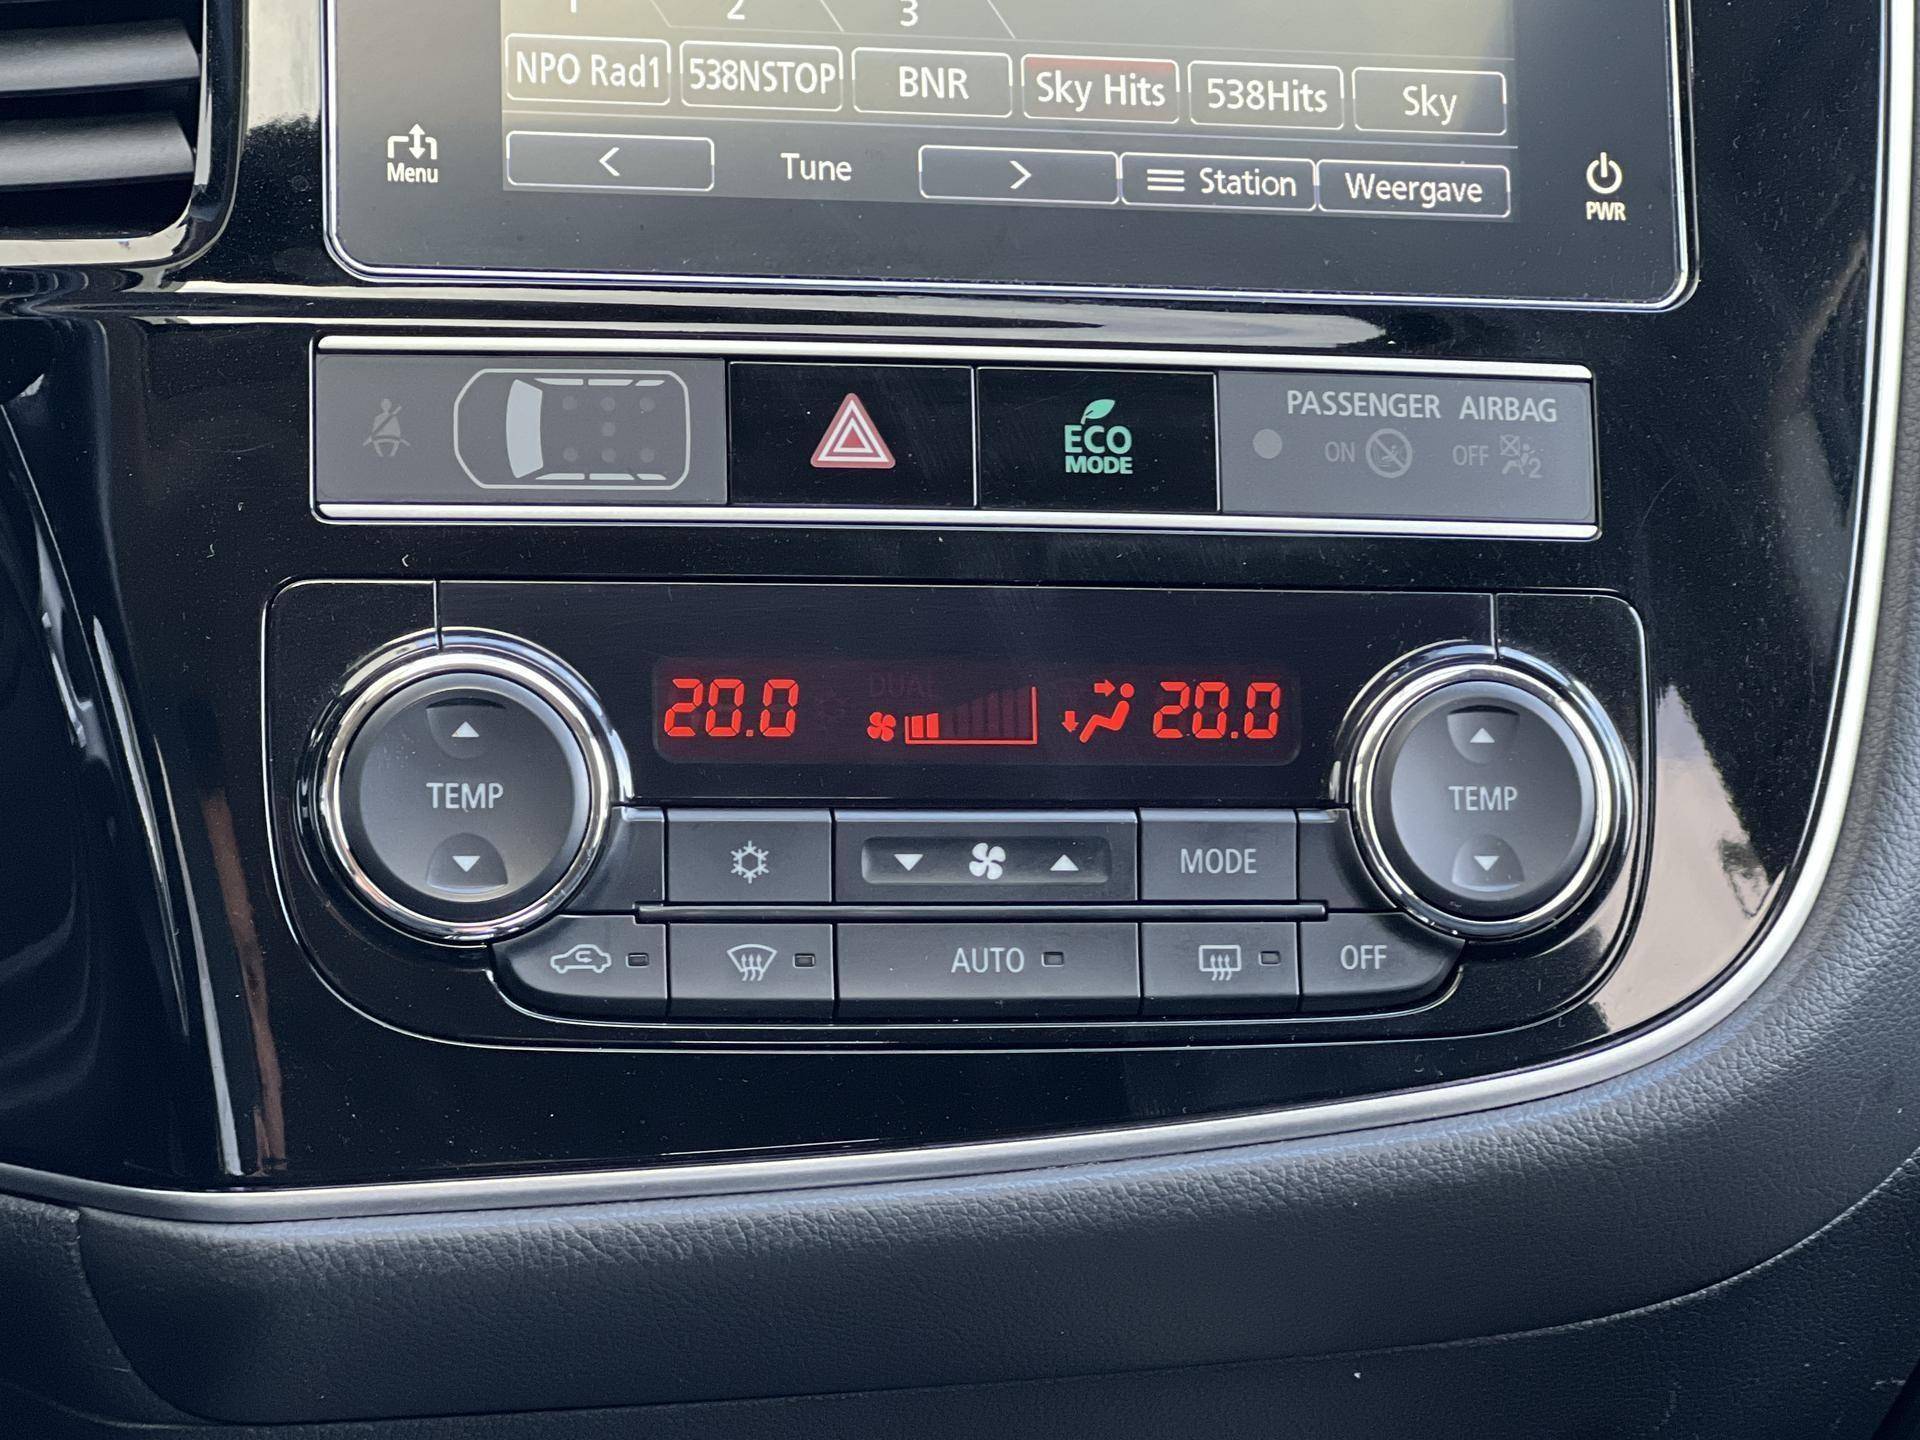 1 2 3
NPO Rad1 538NSTOP BNR Sky Hits 538Hits Sky
Menu < Tune > Station Weergave PWR
PASSENGER AIRBAG
ECO
MODE
ON OFF 2
DUAL
20.0 20.0
TEMP TEMP
MODE
AUTO OFF